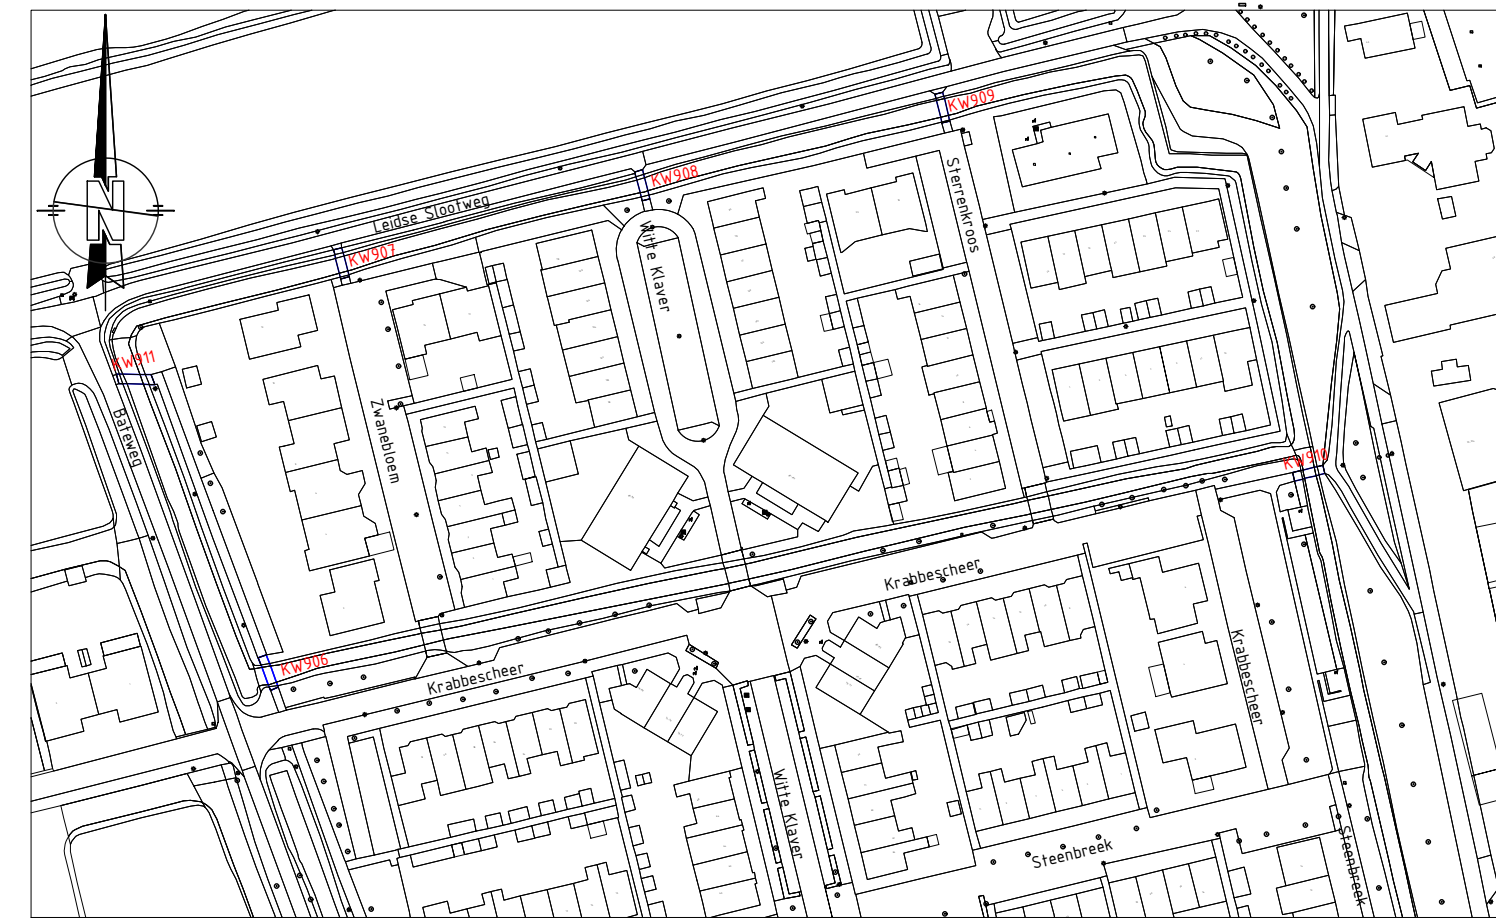 N
KW909
KW908
Leidse Slootweg
Sterrenkroos
KW907
Witte Klaver
KW911
Bateweg
Zwanebloem
KW910
Krabbescheer
KW906
Krabbescheer
Krabbescheer
Witte Klaver
Steenbreek
Steenbreek